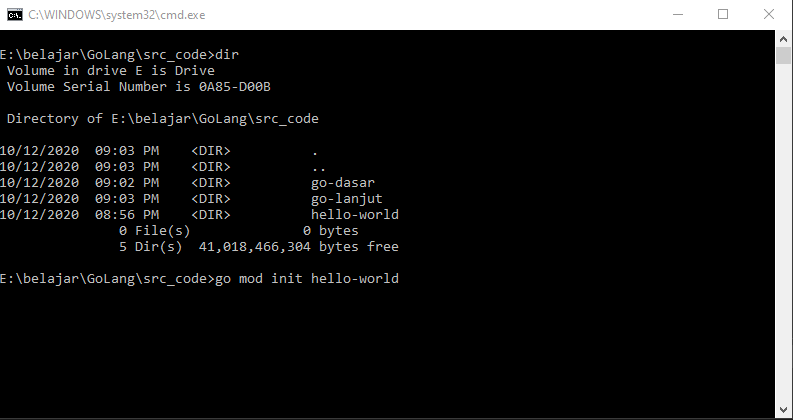 C:\WINDOWS\system32\cmd.exe
E:\belajar\GoLang\src_code>dir
 Volume in drive E is Drive
 Volume Serial Number is 0A85-D00B
 Directory of E:\belajar\GoLang\src_code
10/12/2020  09:03 PM    <DIR>          .
10/12/2020  09:03 PM    <DIR>          ..
10/12/2020  09:02 PM    <DIR>          go-dasar
10/12/2020  09:03 PM    <DIR>          go-lanjut
10/12/2020  08:56 PM    <DIR>          hello-world
               0 File(s)              0 bytes
               5 Dir(s)  41,018,466,304 bytes free
E:\belajar\GoLang\src_code>go mod init hello-world